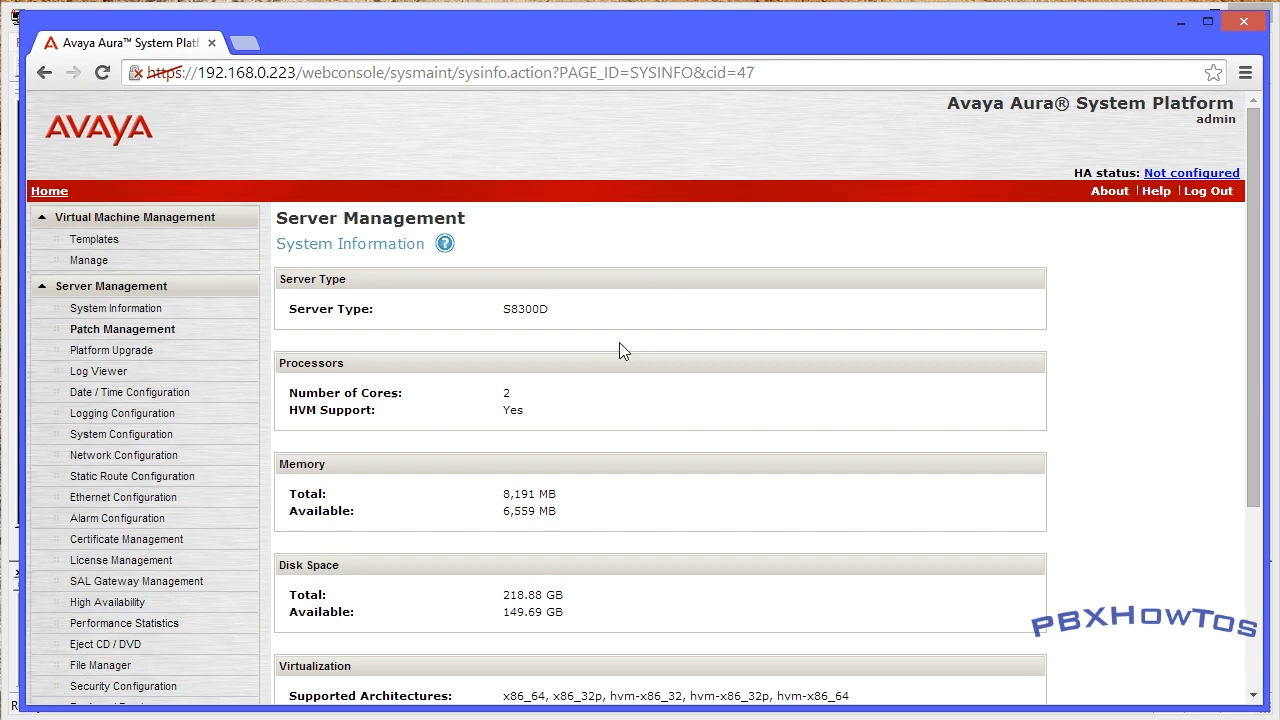 Avaya Aura™ System Platf
https://192.168.0.223/webconsole/sysmaint/sysinfo.action?PAGE_ID=SYSINFO&cid=47
AVAYA
Avaya Aura® System Platform
admin
HA status: Not configured
Home
About Help Log Out
Virtual Machine Management
Templates
Manage
Server Management
System Information
Patch Management
Platform Upgrade
Log Viewer
Date / Time Configuration
Logging Configuration
System Configuration
Network Configuration
Static Route Configuration
Ethernet Configuration
Alarm Configuration
Certificate Management
License Management
SAL Gateway Management
High Availability
Performance Statistics
Eject CD / DVD
File Manager
Security Configuration
Server Management
System Information ?
Server Type
Server Type: S8300D
Processors
Number of Cores: 2
HVM Support: Yes
Memory
Total: 8,191 MB
Available: 6,559 MB
Disk Space
Total: 218.88 GB
Available: 149.69 GB
Virtualization
Supported Architectures: x86_64, x86_32p, hvm-x86_32, hvm-x86_32p, hvm-x86_64
PBXHowTos